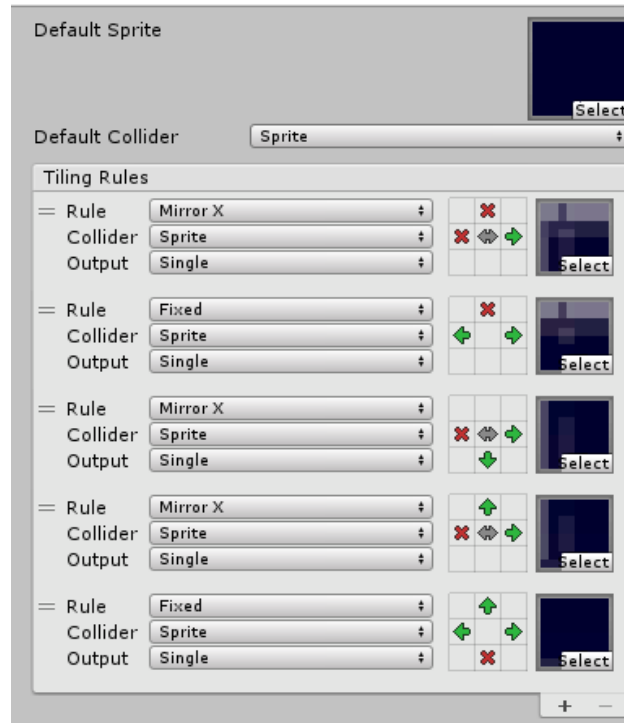 Default Sprite
Select
Default Collider Sprite
Tiling Rules
Rule Mirror X
Collider Sprite
Output Single
Select
Rule Fixed
Collider Sprite
Output Single
Select
Rule Mirror X
Collider Sprite
Output Single
Select
Rule Mirror X
Collider Sprite
Output Single
Select
Rule Fixed
Collider Sprite
Output Single
Select
+ −